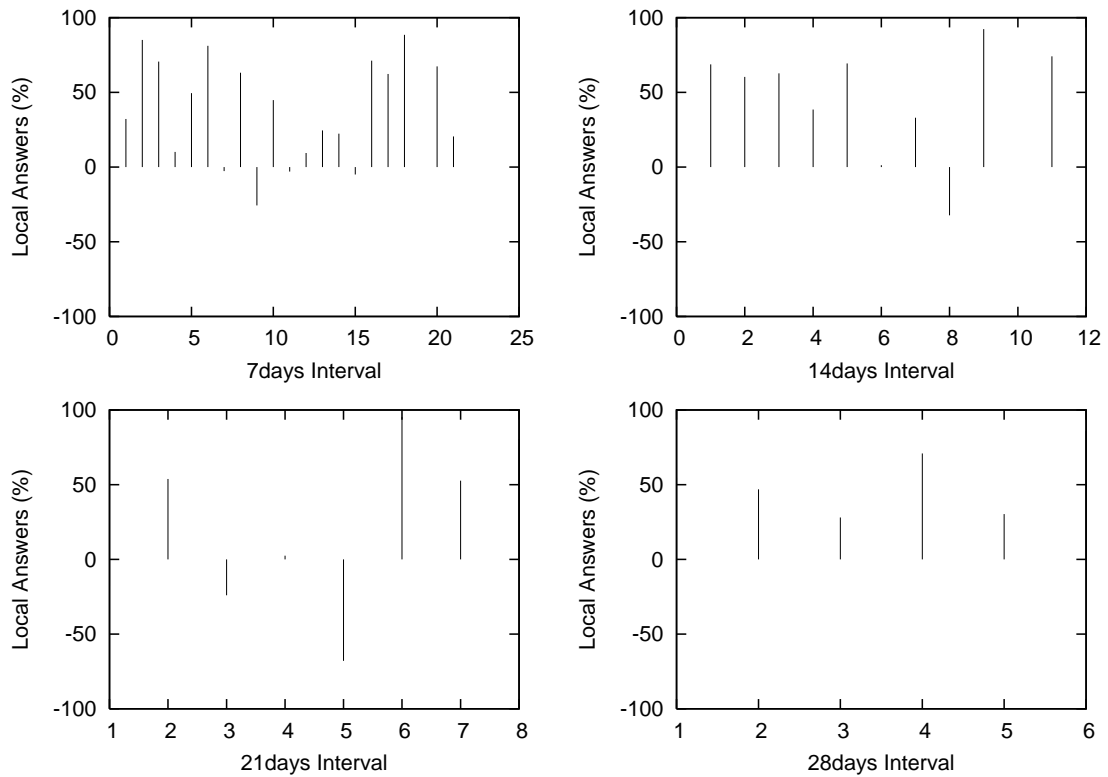 100
50
0
-50
-100
Local Answers (%)
0 5 10 15 20 25
7days Interval
100
50
0
-50
-100
Local Answers (%)
0 2 4 6 8 10 12
14days Interval
100
50
0
-50
-100
Local Answers (%)
1 2 3 4 5 6 7 8
21days Interval
100
50
0
-50
-100
Local Answers (%)
1 2 3 4 5 6
28days Interval